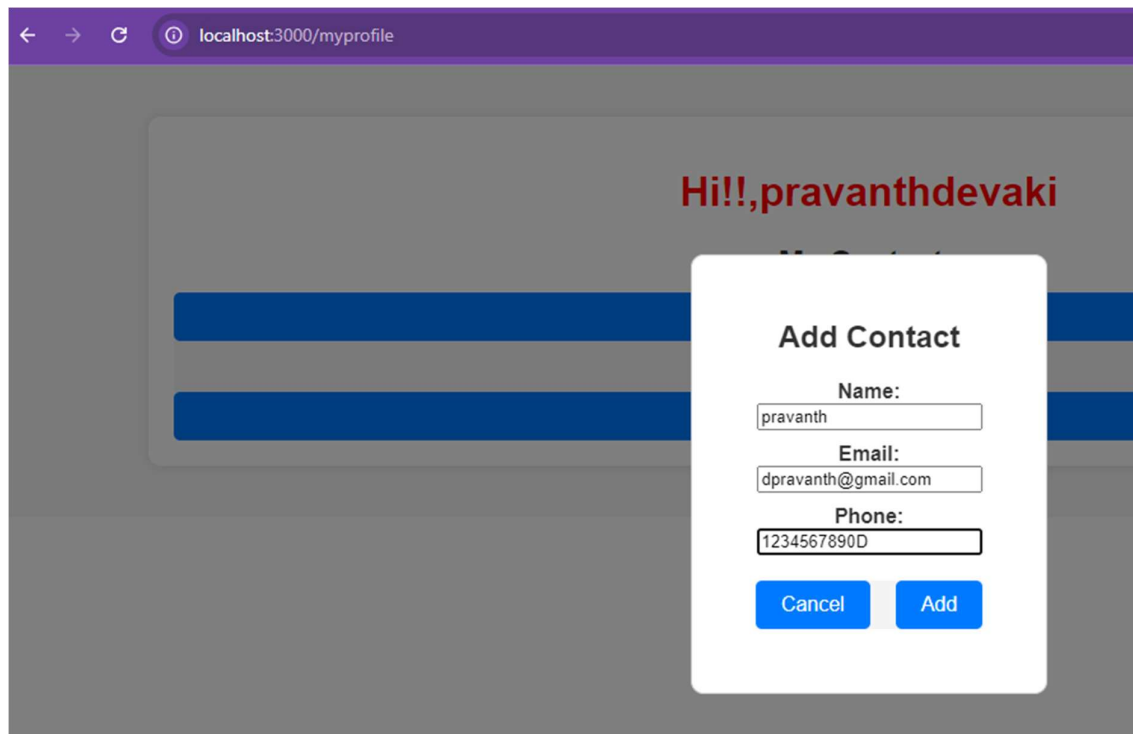 localhost:3000/myprofile
Hi!!,pravanthdevaki
Add Contact
Name:
pravanth
Email:
dpravanth@gmail.com
Phone:
1234567890D
Cancel Add